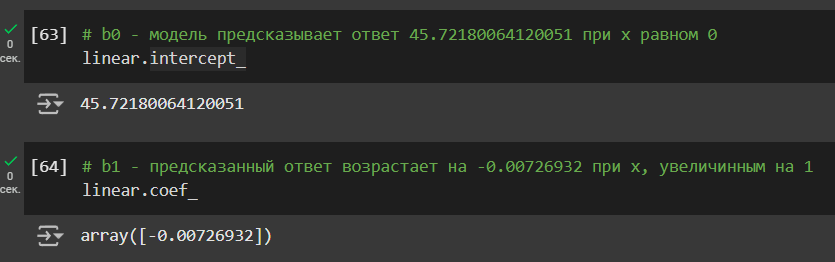 [63] # b0 - модель предсказывает ответ 45.72180064120051 при x равном 0
0
сек.
linear.intercept_
45.72180064120051
[64] # b1 - предсказанный ответ возрастает на -0.00726932 при x, увеличинным на 1
0
сек.
linear.coef_
array([-0.00726932])